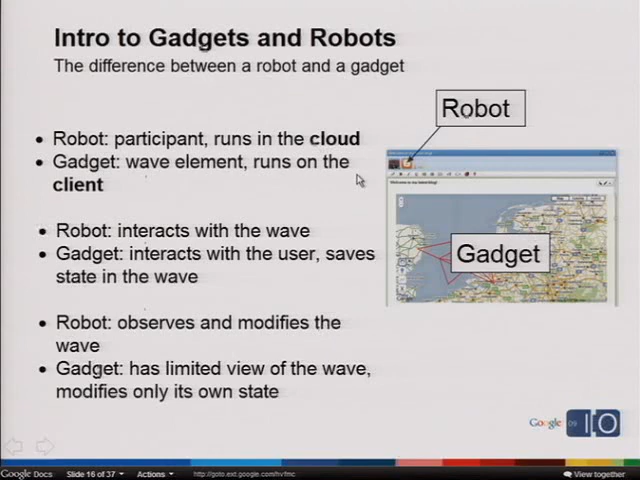 Intro to Gadgets and Robots
The difference between a robot and a gadget
Robot
• Robot: participant, runs in the cloud
• Gadget: wave element, runs on the
client
• Robot: interacts with the wave
• Gadget: interacts with the user, saves
state in the wave
Gadget
• Robot: observes and modifies the
wave
• Gadget: has limited view of the wave,
modifies only its own state
Google 09 IO
Google Docs Slide 16 of 37 Actions View together